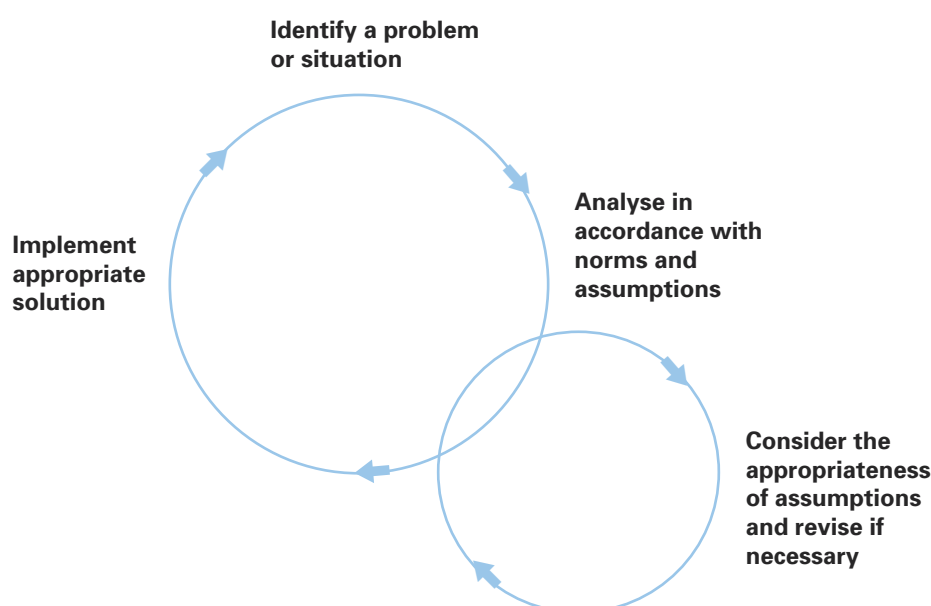 Identify a problem
or situation
Analyse in
accordance with
norms and
assumptions
Implement
appropriate
solution
Consider the
appropriateness
of assumptions
and revise if
necessary